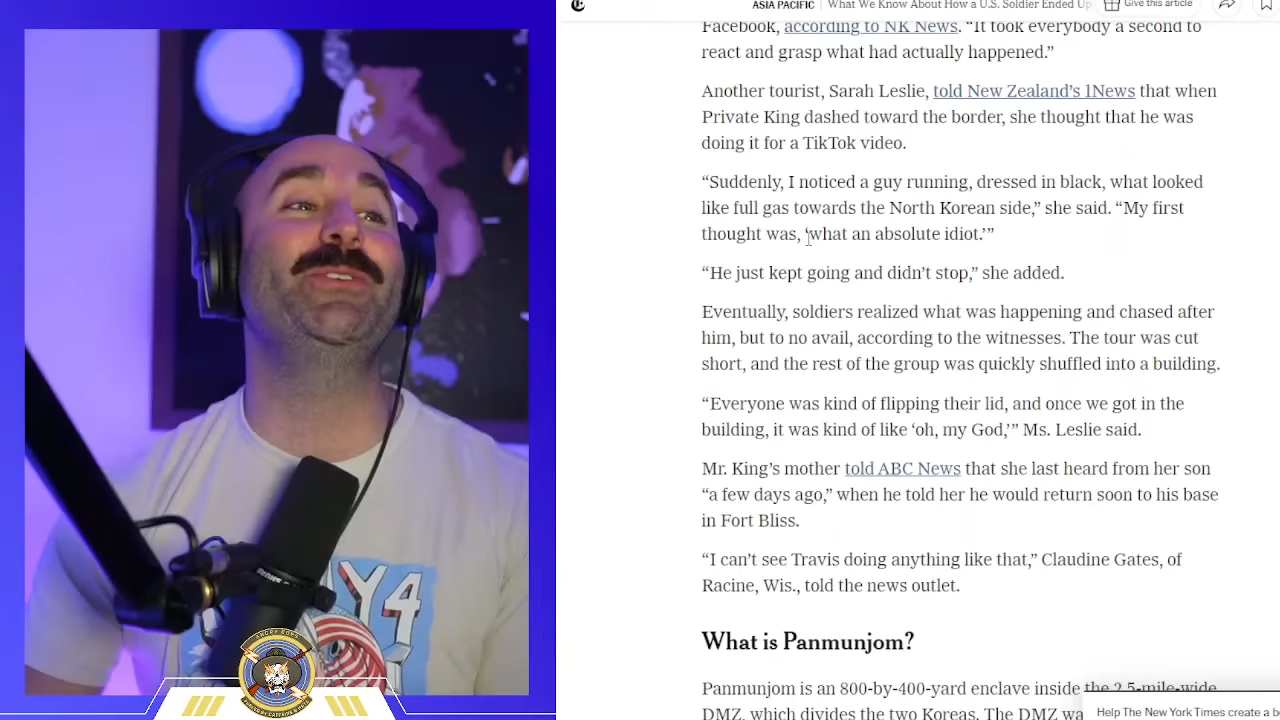 ASIA PACIFIC | What We Know About How a U.S. Soldier Ended Up
Give this article
Facebook, according to NK News. “It took everybody a second to
react and grasp what had actually happened.”
Another tourist, Sarah Leslie, told New Zealand’s 1News that when
Private King dashed toward the border, she thought that he was
doing it for a TikTok video.
“Suddenly, I noticed a guy running, dressed in black, what looked
like full gas towards the North Korean side,” she said. “My first
thought was, ‘what an absolute idiot.’”
“He just kept going and didn’t stop,” she added.
Eventually, soldiers realized what was happening and chased after
him, but to no avail, according to the witnesses. The tour was cut
short, and the rest of the group was quickly shuffled into a building.
“Everyone was kind of flipping their lid, and once we got in the
building, it was kind of like ‘oh, my God,’” Ms. Leslie said.
Mr. King’s mother told ABC News that she last heard from her son
“a few days ago,” when he told her he would return soon to his base
in Fort Bliss.
“I can’t see Travis doing anything like that,” Claudine Gates, of
Racine, Wis., told the news outlet.
What is Panmunjom?
Panmunjom is an 800-by-400-yard enclave inside the 2.5-mile-wide
DMZ, which divides the two Koreas. The DMZ wa
Help The New York Times create a b
Y4